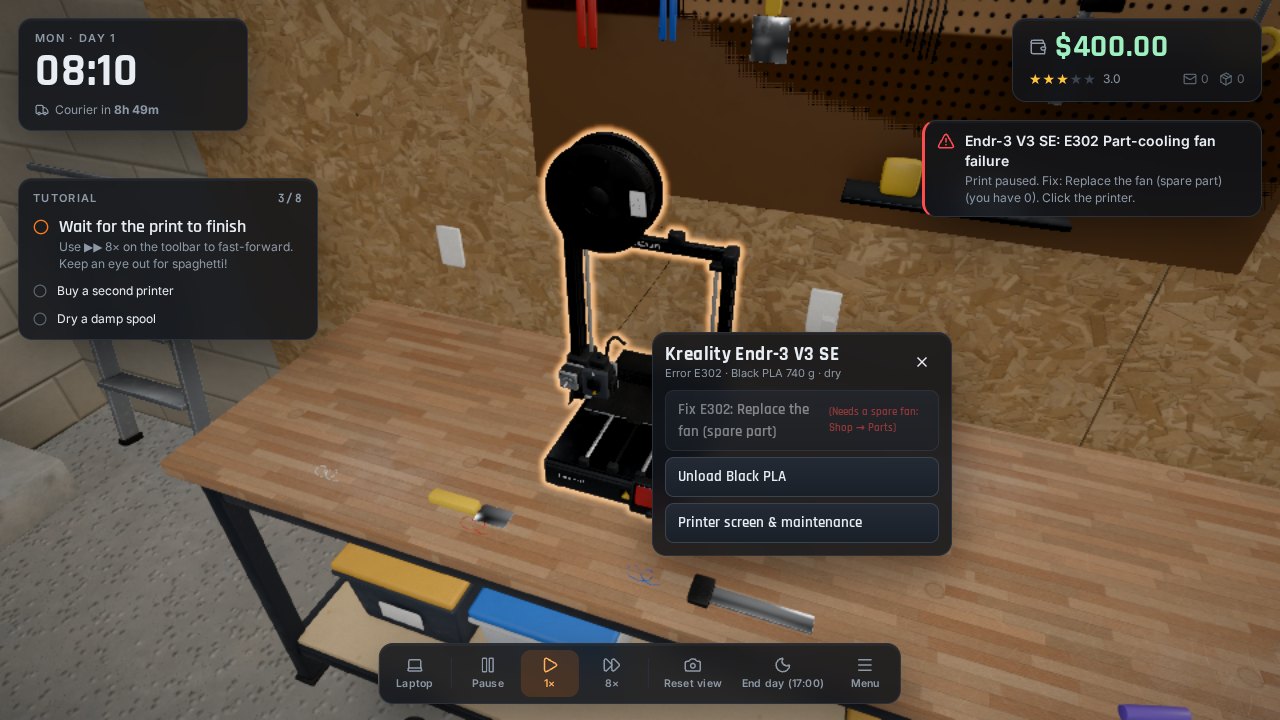 MON · DAY 1
08:10
Courier in 8h 49m
$400.00
★★★★★ 3.0
0
0
Endr-3 V3 SE: E302 Part-cooling fan
failure
Print paused. Fix: Replace the fan (spare part)
(you have 0). Click the printer.
TUTORIAL 3 / 8
Wait for the print to finish
Use ▶▶ 8× on the toolbar to fast-forward.
Keep an eye out for spaghetti!
Buy a second printer
Dry a damp spool
Kreality Endr-3 V3 SE
Error E302 · Black PLA 740 g · dry
Fix E302: Replace the
fan (spare part)
(Needs a spare fan:
Shop → Parts)
Unload Black PLA
Printer screen & maintenance
Laptop
Pause
1×
8×
Reset view
End day (17:00)
Menu